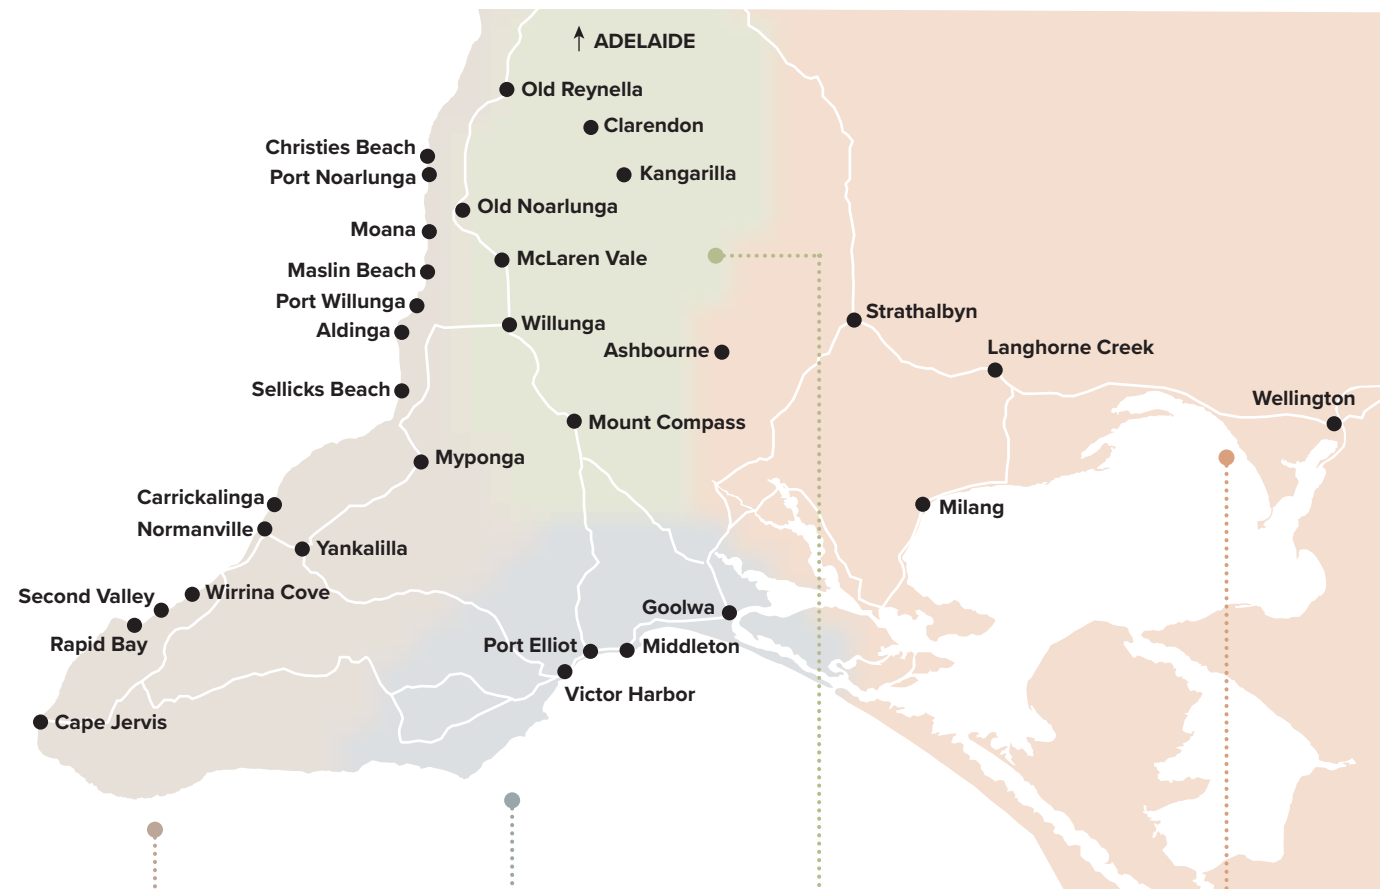 ADELAIDE
Old Reynella
Clarendon
Christies Beach
Port Noarlunga
Kangarilla
Old Noarlunga
Moana
McLaren Vale
Maslin Beach
Port Willunga
Aldinga
Willunga
Strathalbyn
Ashbourne
Langhorne Creek
Sellicks Beach
Wellington
Mount Compass
Myponga
Carrickalinga
Milang
Normanville
Yankalilla
Wirrina Cove
Second Valley
Goolwa
Rapid Bay
Port Elliot
Middleton
Victor Harbor
Cape Jervis